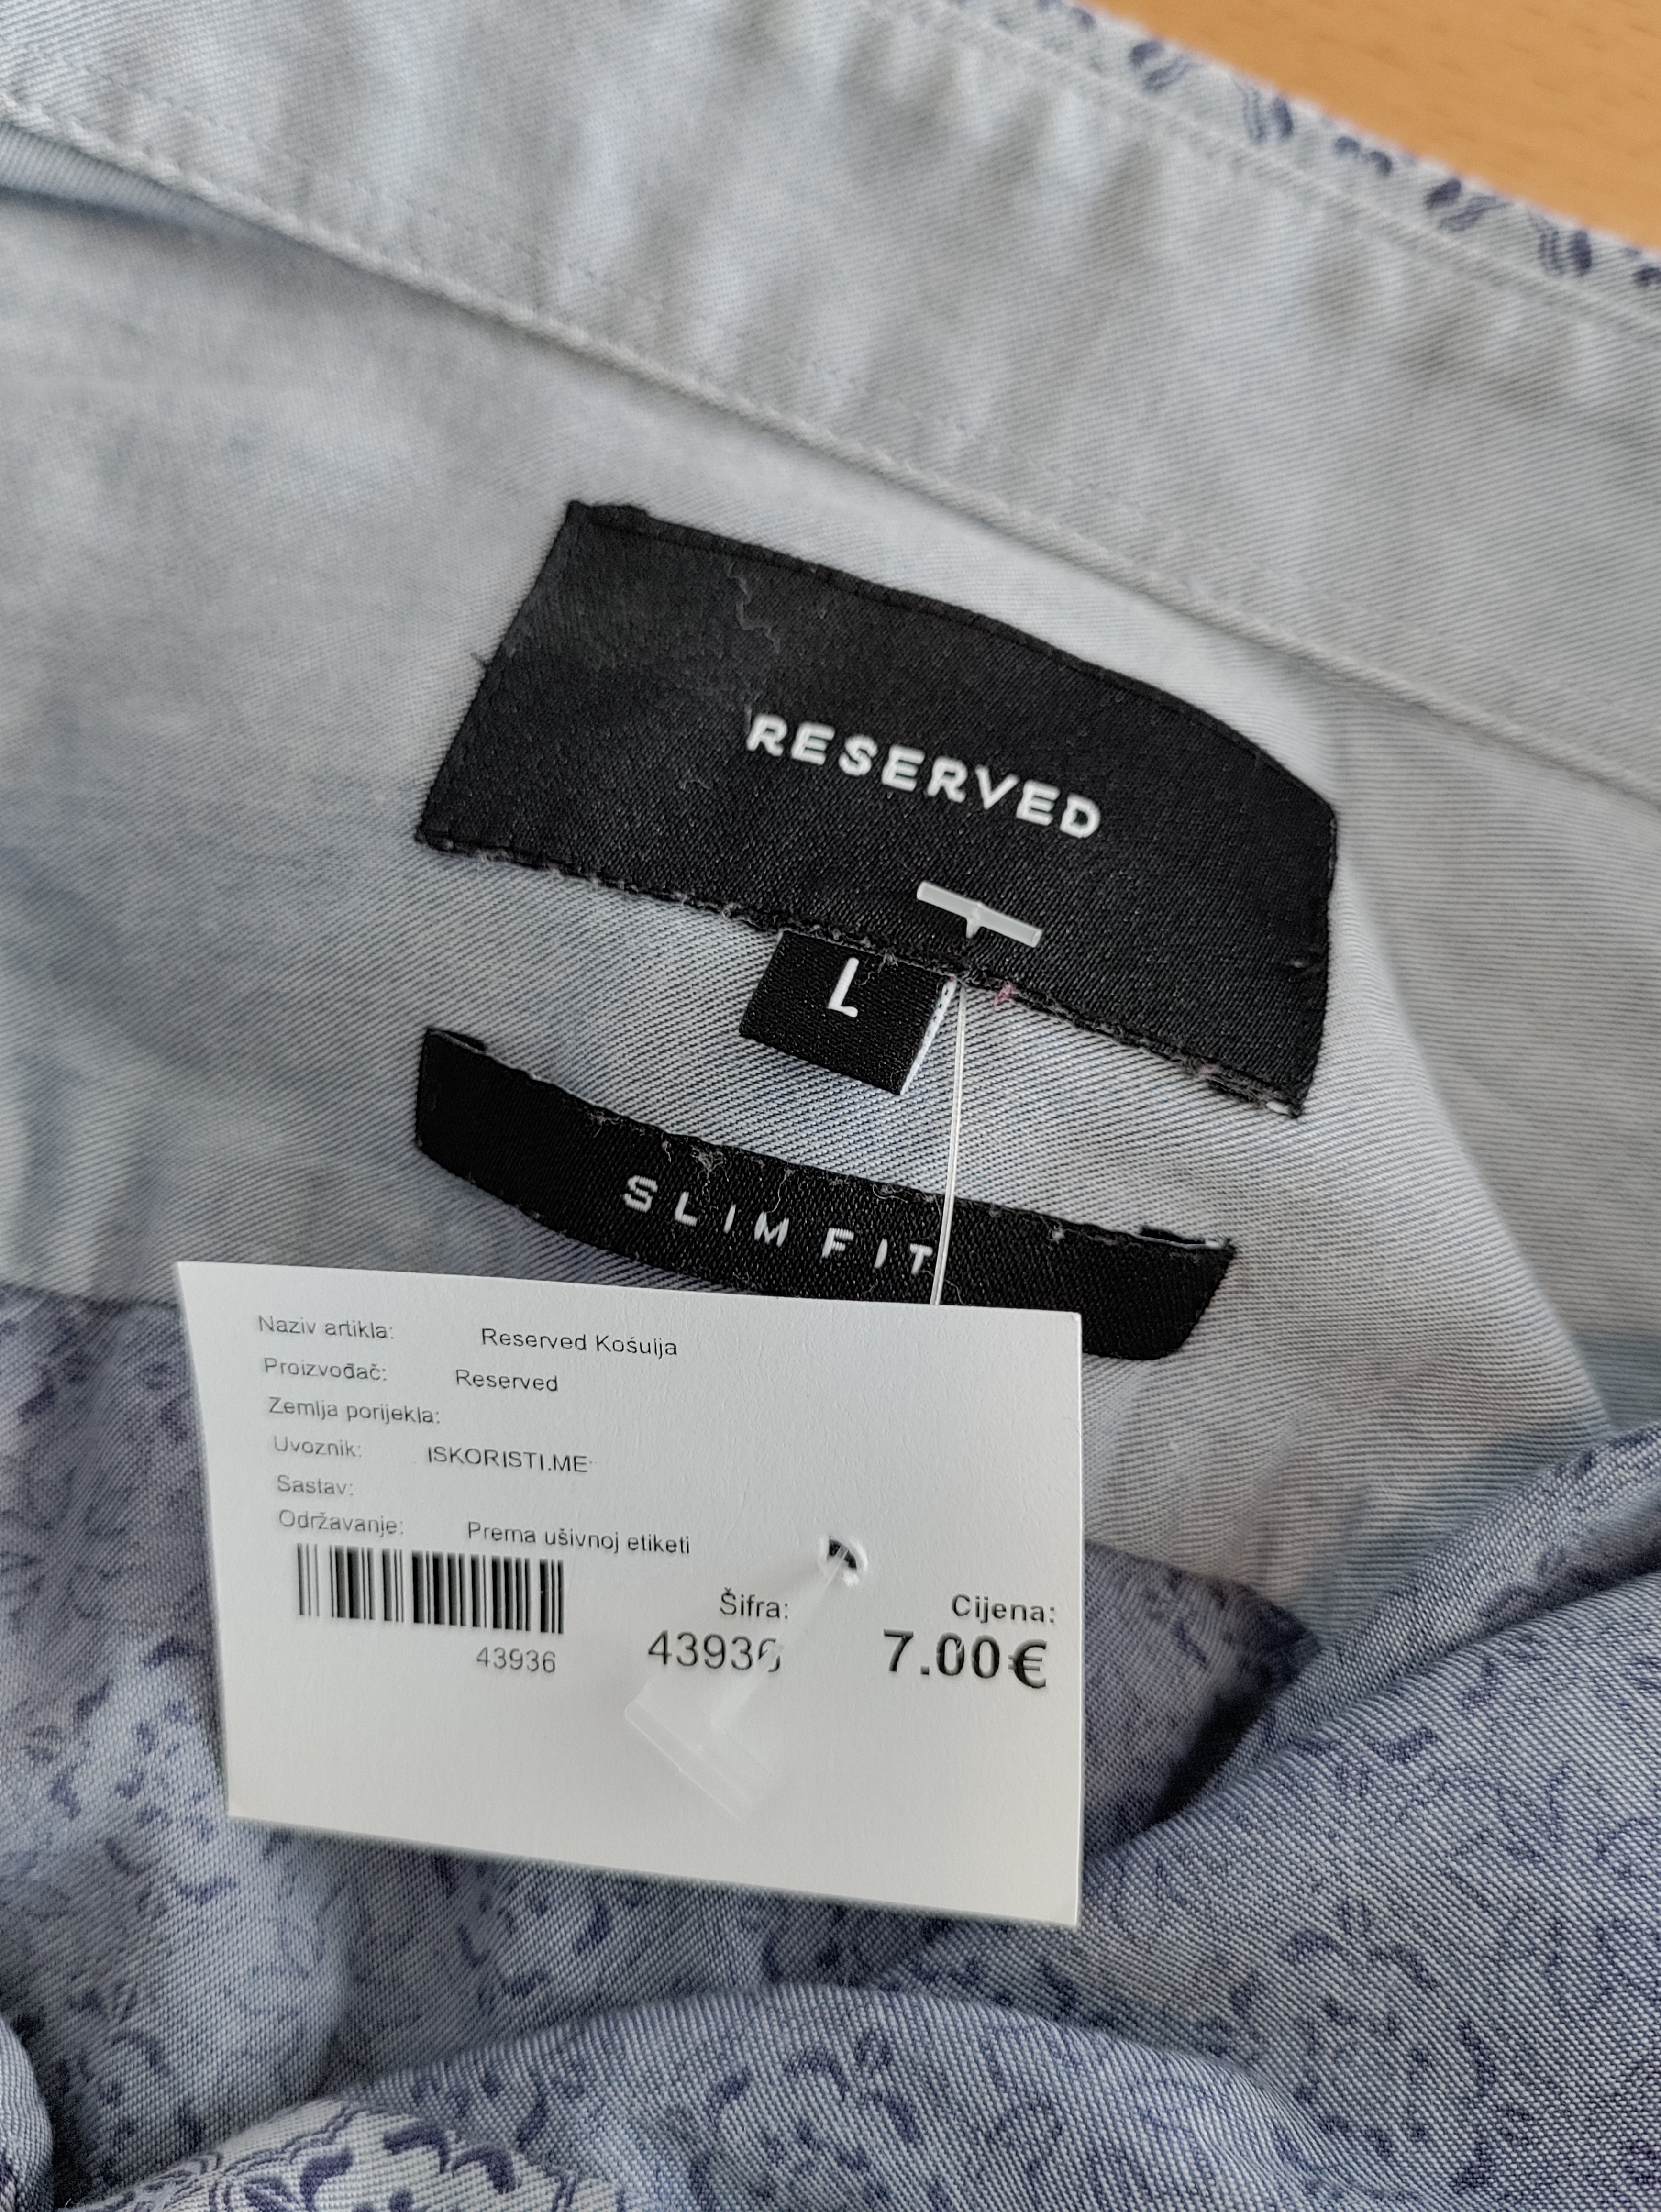 RESERVED
L
SLIM FIT
Naziv artikla: Reserved Košulja
Proizvođač: Reserved
Zemlja porijekla:
Uvoznik: ISKORISTI.ME
Sastav:
Održavanje: Prema ušivnoj etiketi
Šifra: Cijena:
43936 43936 7.00€